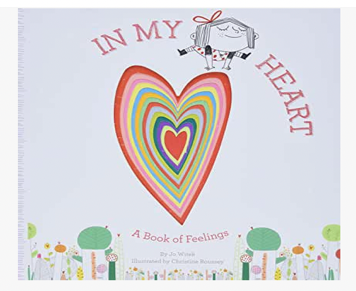 IN MY
HEART
A Book of Feelings
By Jo Witek
Illustrated by Christine Roussey